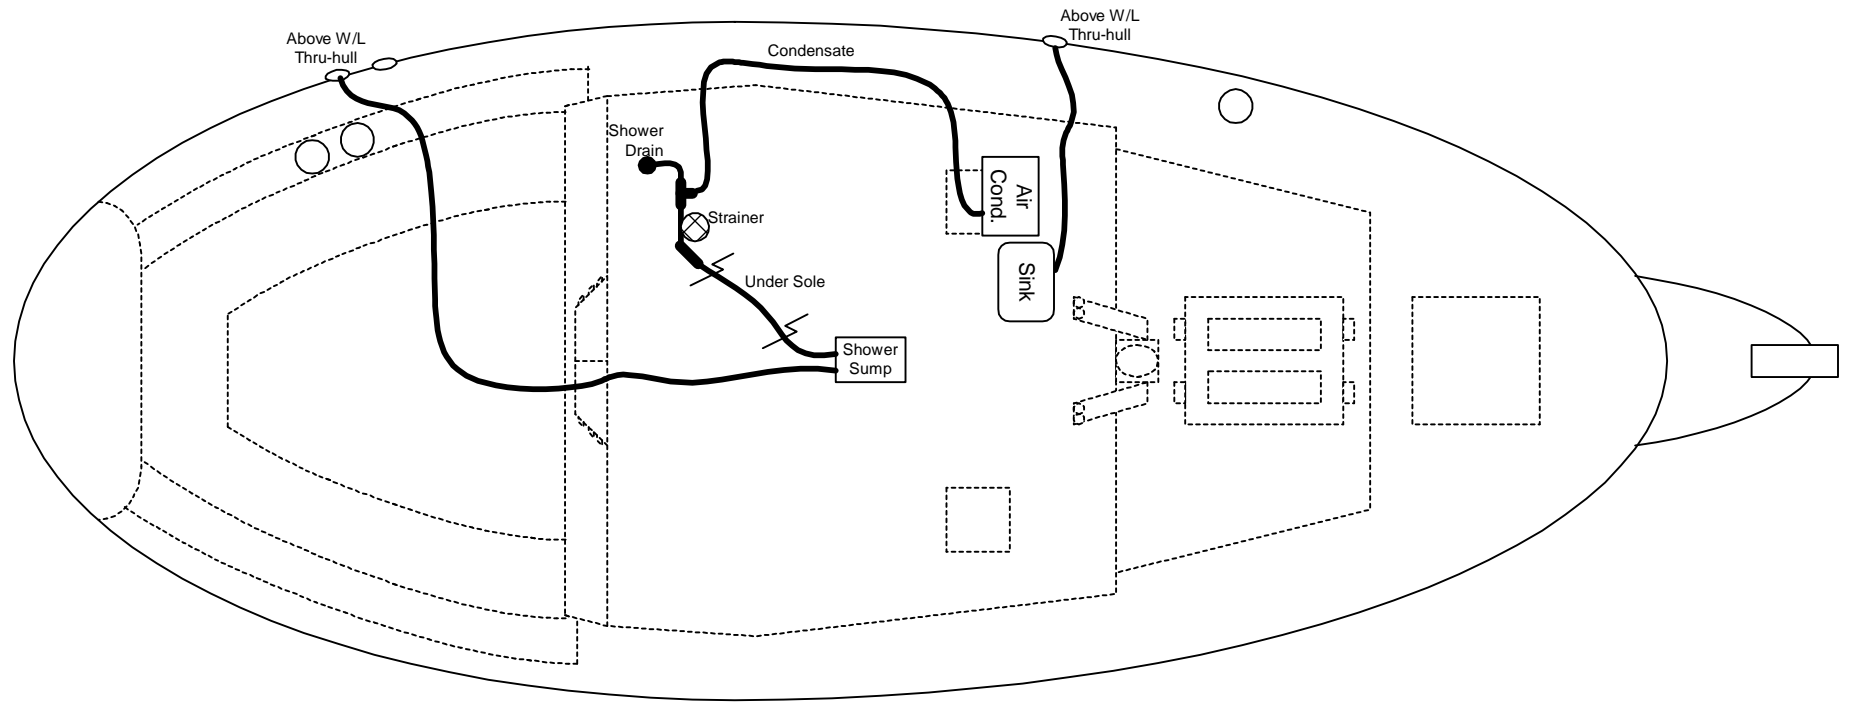 Above W/L
Thru-hull
Above W/L
Thru-hull
Condensate
Shower
Drain
Air
Cond.
Strainer
Under Sole
Sink
Shower
Sump